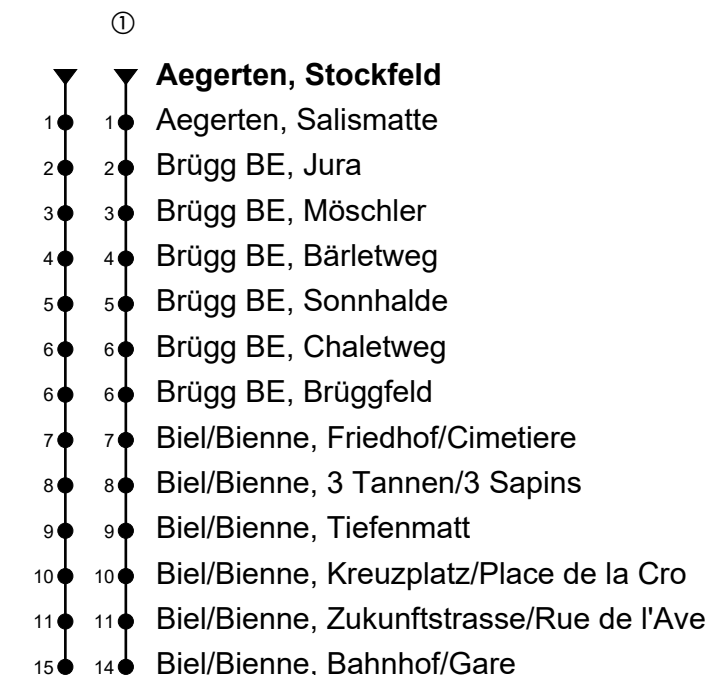 ①
Aegerten, Stockfeld
1 1 Aegerten, Salismatte
2 2 Brügg BE, Jura
3 3 Brügg BE, Möschler
4 4 Brügg BE, Bärletweg
5 5 Brügg BE, Sonnhalde
6 6 Brügg BE, Chaletweg
6 6 Brügg BE, Brüggfeld
7 7 Biel/Bienne, Friedhof/Cimetiere
8 8 Biel/Bienne, 3 Tannen/3 Sapins
9 9 Biel/Bienne, Tiefenmatt
10 10 Biel/Bienne, Kreuzplatz/Place de la Cro
11 11 Biel/Bienne, Zukunftstrasse/Rue de l'Ave
15 14 Biel/Bienne, Bahnhof/Gare